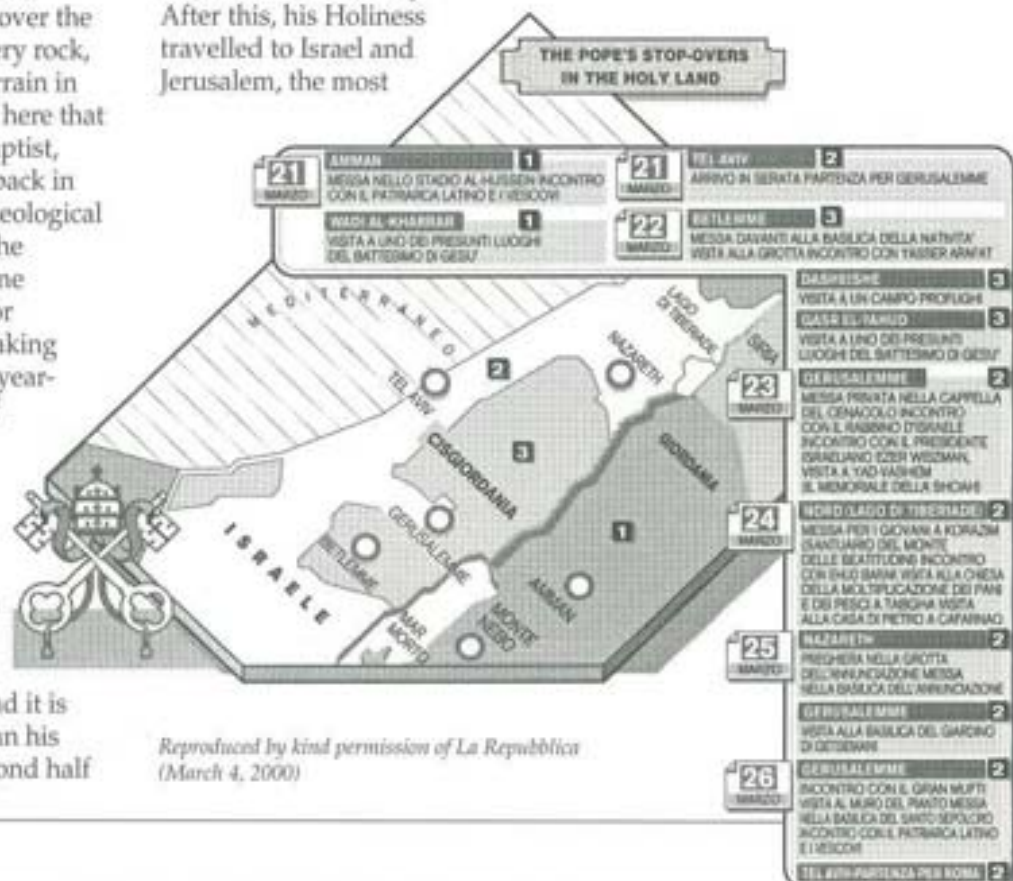 over the
ery rock,
rrain in
here that
ptist,
back in
eological
he
ne
or
aking
year-
d it is
an his
ond half
After this, his Holiness
travelled to Israel and
Jerusalem, the most
THE POPE'S STOP-OVERS
IN THE HOLY LAND
21
MARZO
AMMAN 1
MESSA NELLO STADIO AL-HUSSEIN INCONTRO
CON IL PATRIARCA LATINO E I VESCOVI
WADI AL-KHARRAR 1
VISITA A UNO DEI PRESUNTI LUOGHI
DEL BATTESIMO DI GESU'
21
MARZO
TEL AVIV 2
ARRIVO IN SERATA PARTENZA PER GERUSALEMME
22
MARZO
BETLEMME 3
MESSA DAVANTI ALLA BASILICA DELLA NATIVITA'
VISITA ALLA GROTTA INCONTRO CON YASSER ARAFAT
DASHEISHE 3
VISITA A UN CAMPO PROFUGHI
QASR EL-YAHUD 3
VISITA A UNO DEI PRESUNTI
LUOGHI DEL BATTESIMO DI GESU'
23
MARZO
GERUSALEMME 2
MESSA PRIVATA NELLA CAPPELLA
DEL CENACOLO INCONTRO
CON IL RABBINO D'ISRAELE
INCONTRO CON IL PRESIDENTE
ISRAELIANO EZER WEIZMAN,
VISITA A YAD-VASHEM
(IL MEMORIALE DELLA SHOAH)
24
MARZO
NORD (LAGO DI TIBERIADE) 2
MESSA PER I GIOVANI A KORAZIM
(SANTUARIO DEL MONTE
DELLE BEATITUDINI) INCONTRO
CON EHUD BARAK VISITA ALLA CHIESA
DELLA MOLTIPLICAZIONE DEI PANI
E DEI PESCI A TABGHA VISITA
ALLA CASA DI PIETRO A CAFARNAO
25
MARZO
NAZARETH 2
PREGHIERA NELLA GROTTA
DELL'ANNUNCIAZIONE MESSA
NELLA BASILICA DELL'ANNUNCIAZIONE
GERUSALEMME 2
VISITA ALLA BASILICA DEL GIARDINO
DI GETSEMANI
26
MARZO
GERUSALEMME 2
INCONTRO CON IL GRAN MUFTI
VISITA AL MURO DEL PIANTO MESSA
NELLA BASILICA DEL SANTO SEPOLCRO
INCONTRO CON IL PATRIARCA LATINO
E I VESCOVI
TEL AVIV-PARTENZA PER ROMA 2
MEDITERRANEO
LAGO
DI TIBERIADE
SIRIA
NAZARETH
TEL AVIV
2
CISGIORDANIA
3
GIORDANIA
1
GERUSALEMME
BETLEMME
ISRAELE
AMMAN
MAR
MORTO
MONTE
NEBO
Reproduced by kind permission of La Repubblica
(March 4, 2000)